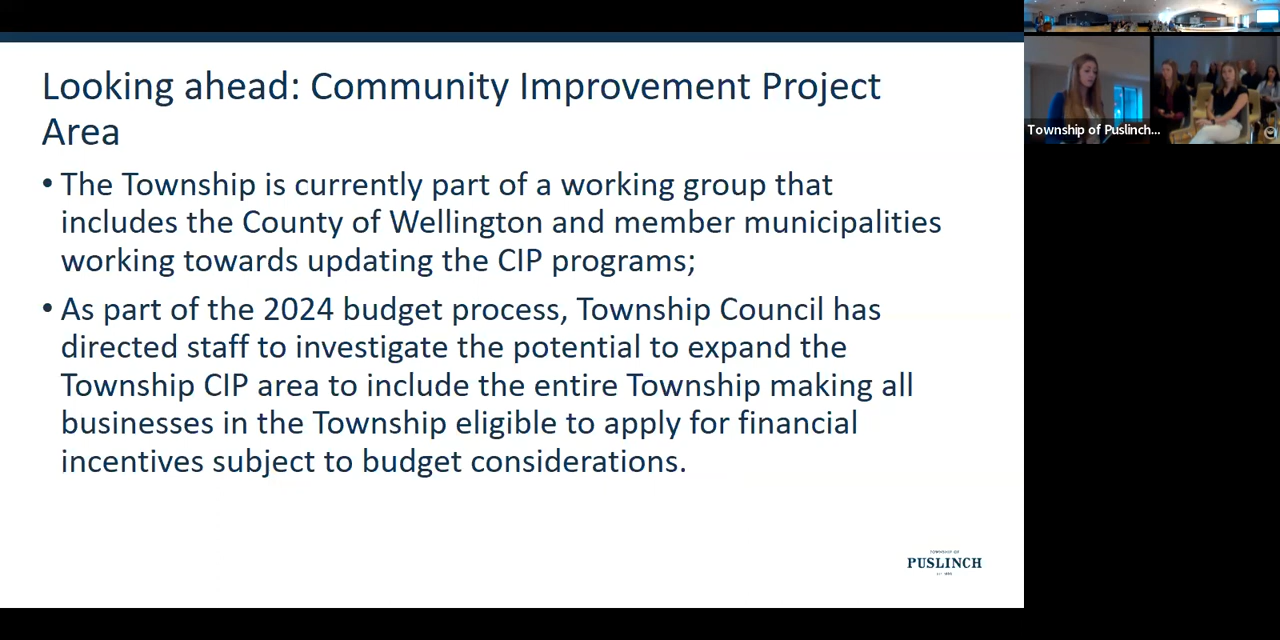 Looking ahead: Community Improvement Project
Area
• The Township is currently part of a working group that
includes the County of Wellington and member municipalities
working towards updating the CIP programs;
• As part of the 2024 budget process, Township Council has
directed staff to investigate the potential to expand the
Township CIP area to include the entire Township making all
businesses in the Township eligible to apply for financial
incentives subject to budget considerations.
TOWNSHIP OF
PUSLINCH
Township of Puslinch...